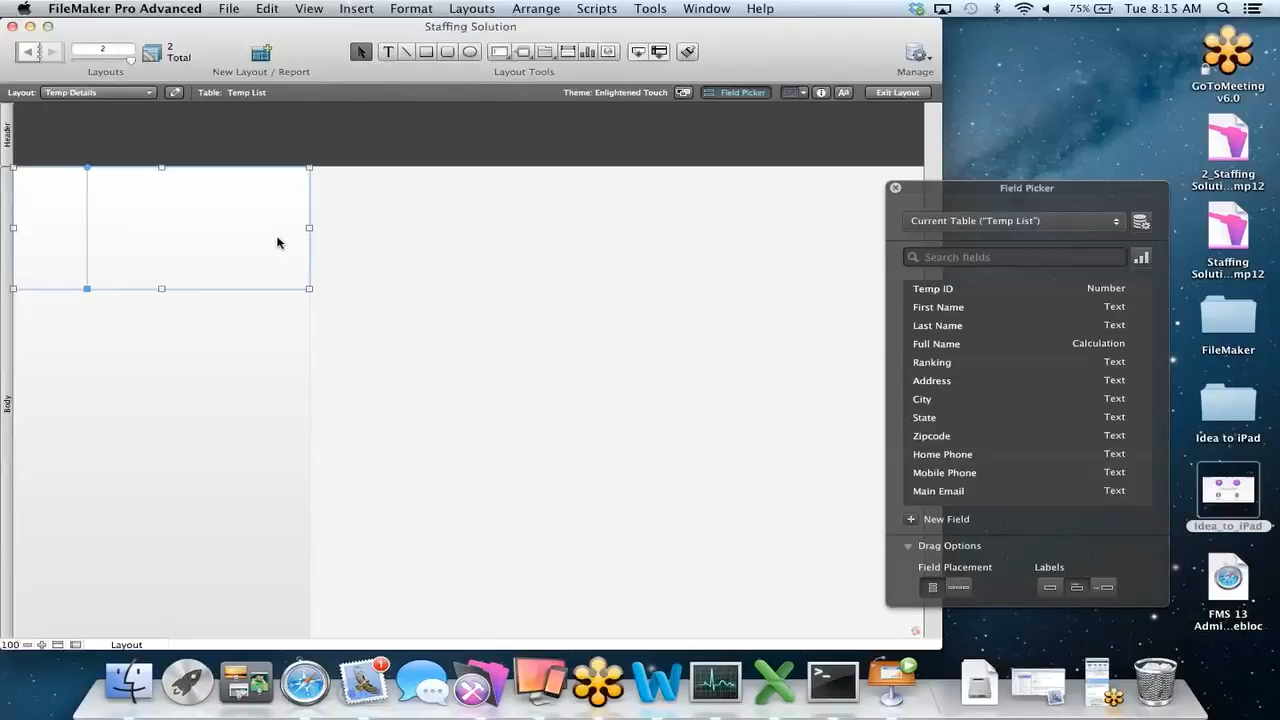 FileMaker Pro Advanced File Edit View Insert Format Layouts Arrange Scripts Tools Window Help 75% Tue 8:15 AM
Staffing Solution
2
2
Total
Layouts
New Layout / Report
Layout Tools
Manage
Layout: Temp Details Table: Temp List Theme: Enlightened Touch Field Picker Aa Exit Layout
Header
Body
Field Picker
Current Table ("Temp List")
Search fields
Temp ID Number
First Name Text
Last Name Text
Full Name Calculation
Ranking Text
Address Text
City Text
State Text
Zipcode Text
Home Phone Text
Mobile Phone Text
Main Email Text
New Field
Drag Options
Field Placement Labels
100 Layout
GoToMeeting
v6.0
2_Staffing
Soluti...mp12
Staffing
Soluti...mp12
FileMaker
Idea to iPad
Idea_to_iPad
FMS 13
Admi...ebloc
1